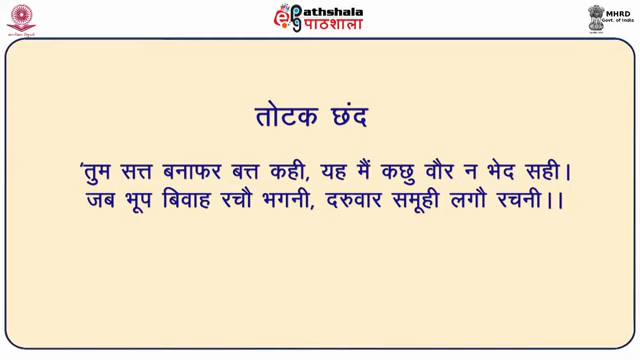 ePathshala
पाठशाला
MHRD
Govt. of India
तोटक छंद
‘तुम सत्त बनाफर बत्त कही, यह मैं कछु वौर न भेद सही।
जब भूप बिवाह रचौ भगनी, दरुवार समूही लगौ रचनी।।